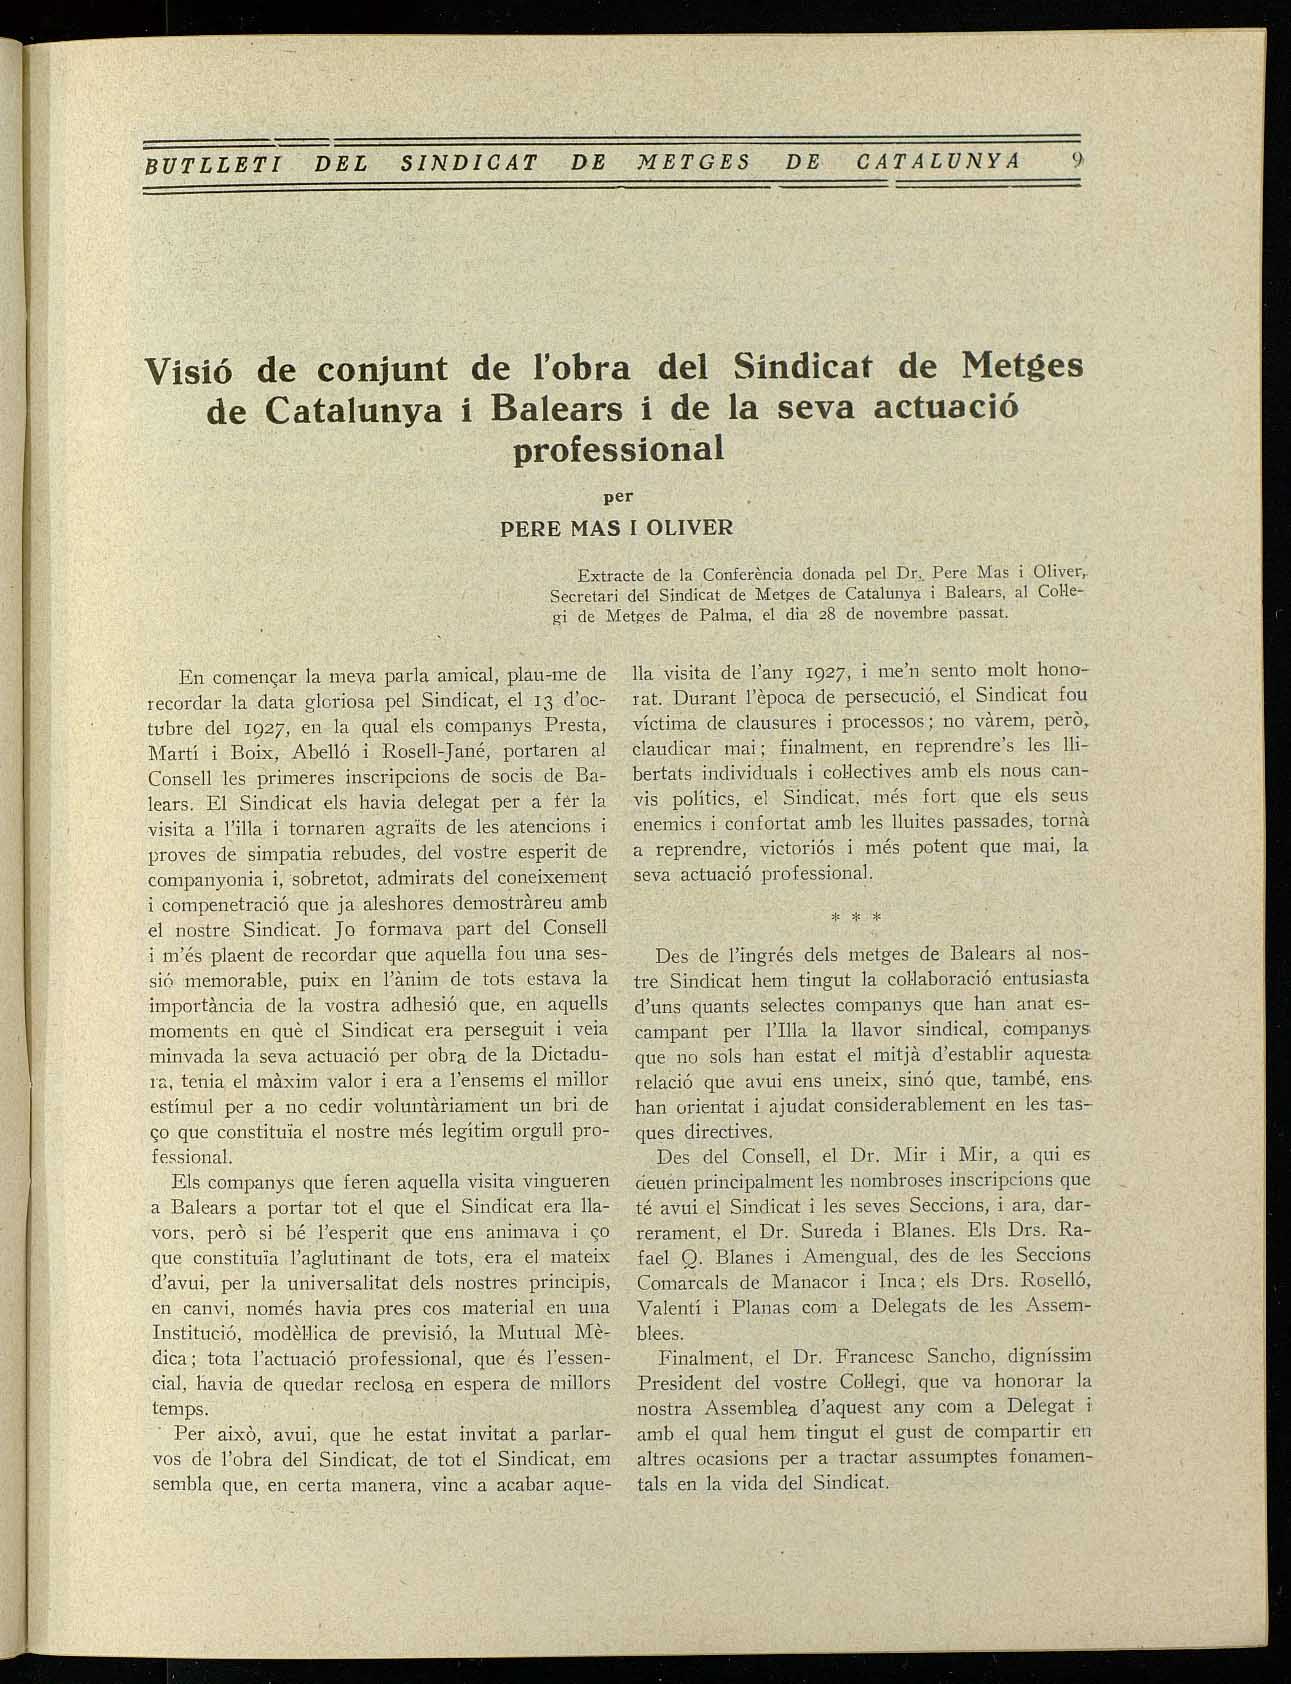 BUTLLETÍ DEL SINDICAT DE METGES DE CATALUNYA 9
Visió de conjunt de l'obra del Sindicat de Metges
de Catalunya i Balears i de la seva actuació
professional
per
PERE MAS I OLIVER
Extracte de la Conferència donada pel Dr. Pere Mas i Oliver,
Secretari del Sindicat de Metges de Catalunya i Balears, al Col·le-
gi de Metges de Palma, el dia 28 de novembre passat.
En començar la meva parla amical, plau-me de
recordar la data gloriosa pel Sindicat, el 13 d'oc-
tubre del 1927, en la qual els companys Presta,
Martí i Boix, Abelló i Rosell-Jané, portaren al
Consell les primeres inscripcions de socis de Ba-
lears. El Sindicat els havia delegat per a fer la
visita a l'illa i tornaren agraïts de les atencions i
proves de simpatia rebudes, del vostre esperit de
companyonia i, sobretot, admirats del coneixement
i compenetració que ja aleshores demostràreu amb
el nostre Sindicat. Jo formava part del Consell
i m'és plaent de recordar que aquella fou una ses-
sió memorable, puix en l'ànim de tots estava la
importància de la vostra adhesió que, en aquells
moments en què el Sindicat era perseguit i veia
minvada la seva actuació per obra de la Dictadu-
ra, tenia el màxim valor i era a l'ensems el millor
estímul per a no cedir voluntàriament un bri de
ço que constituïa el nostre més legítim orgull pro-
fessional.
Els companys que feren aquella visita vingueren
a Balears a portar tot el que el Sindicat era lla-
vors, però si bé l'esperit que ens animava i ço
que constituïa l'aglutinant de tots, era el mateix
d'avui, per la universalitat dels nostres principis,
en canvi, només havia pres cos material en una
Institució, modèl·lica de previsió, la Mutual Mè-
dica; tota l'actuació professional, que és l'essen-
cial, havia de quedar reclosa en espera de millors
temps.
Per això, avui, que he estat invitat a parlar-
vos de l'obra del Sindicat, de tot el Sindicat, em
sembla que, en certa manera, vinc a acabar aque-
lla visita de l'any 1927, i me'n sento molt hono-
rat. Durant l'època de persecució, el Sindicat fou
víctima de clausures i processos; no vàrem, però,
claudicar mai; finalment, en reprendre's les lli-
bertats individuals i col·lectives amb els nous can-
vis polítics, el Sindicat, més fort que els seus
enemics i confortat amb les lluites passades, tornà
a reprendre, victoriós i més potent que mai, la
seva actuació professional.
* * *
Des de l'ingrés dels metges de Balears al nos-
tre Sindicat hem tingut la col·laboració entusiasta
d'uns quants selectes companys que han anat es-
campant per l'Illa la llavor sindical, companys
que no sols han estat el mitjà d'establir aquesta
relació que avui ens uneix, sinó que, també, ens
han orientat i ajudat considerablement en les tas-
ques directives.
Des del Consell, el Dr. Mir i Mir, a qui es
deuen principalment les nombroses inscripcions que
té avui el Sindicat i les seves Seccions, i ara, dar-
rerament, el Dr. Sureda i Blanes. Els Drs. Ra-
fael Q. Blanes i Amengual, des de les Seccions
Comarcals de Manacor i Inca; els Drs. Roselló,
Valentí i Planas com a Delegats de les Assem-
blees.
Finalment, el Dr. Francesc Sancho, digníssim
President del vostre Col·legi, que va honorar la
nostra Assemblea d'aquest any com a Delegat i
amb el qual hem tingut el gust de compartir en
altres ocasions per a tractar assumptes fonamen-
tals en la vida del Sindicat.